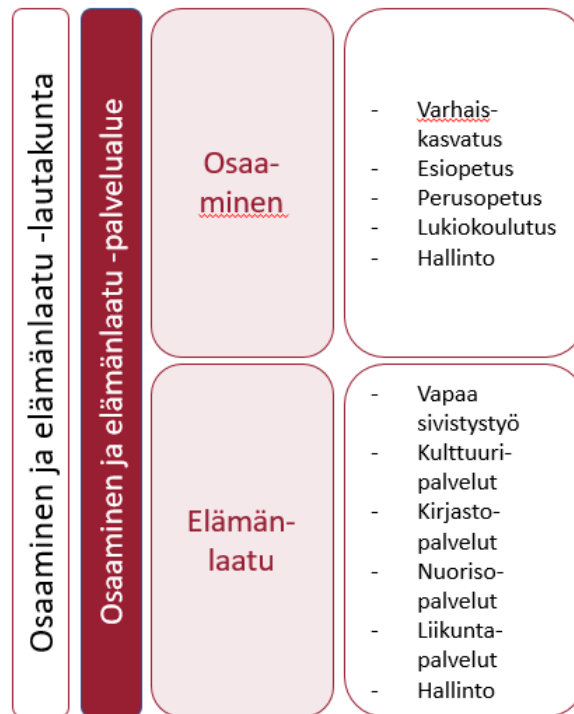 Osaaminen ja elämänlaatu -lautakunta
Osaaminen ja elämänlaatu -palvelualue
Osaa-
minen
- Varhais-
kasvatus
- Esiopetus
- Perusopetus
- Lukiokoulutus
- Hallinto
Elämän-
laatu
- Vapaa
sivistystyö
- Kulttuuri-
palvelut
- Kirjasto-
palvelut
- Nuoriso-
palvelut
- Liikunta-
palvelut
- Hallinto